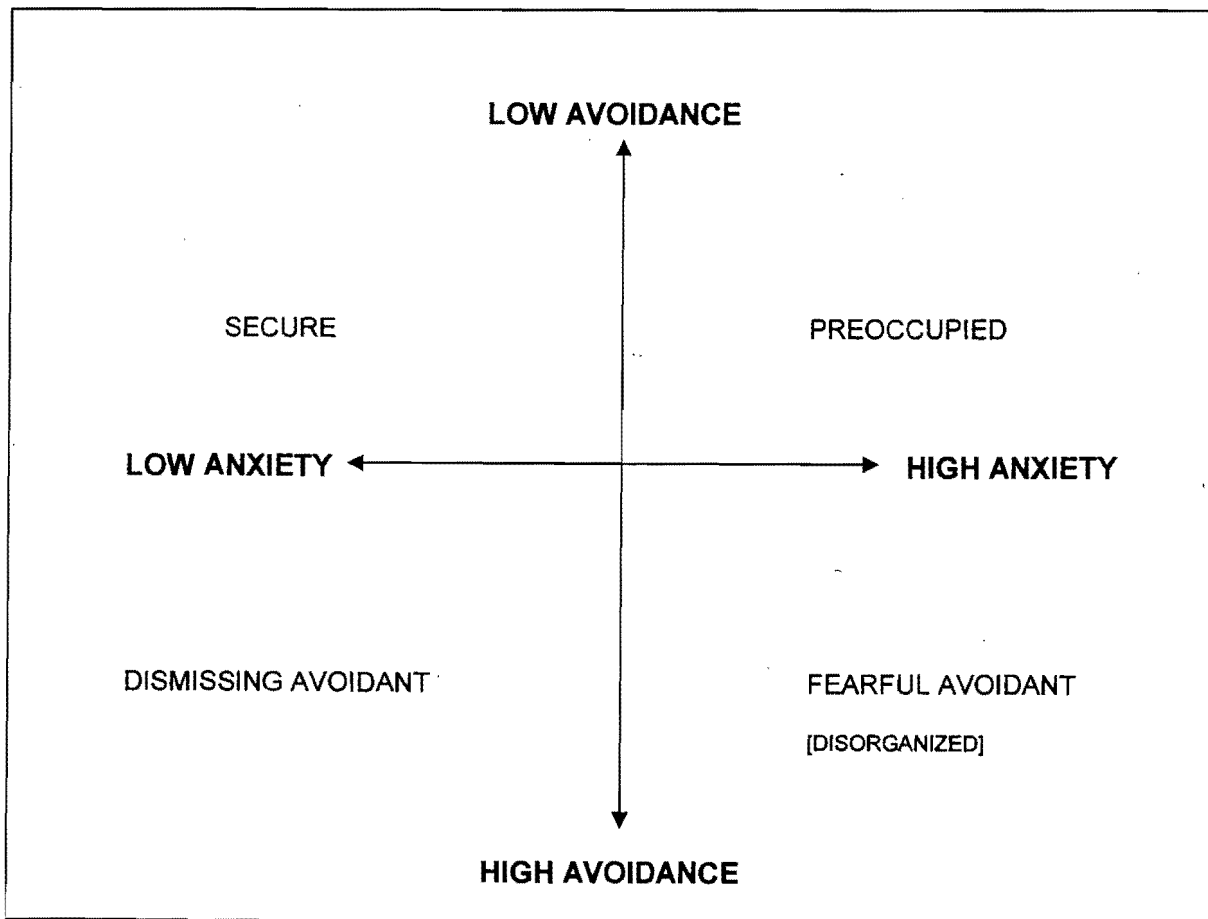 LOW AVOIDANCE
SECURE
PREOCCUPIED
LOW ANXIETY
HIGH ANXIETY
DISMISSING AVOIDANT
FEARFUL AVOIDANT
[DISORGANIZED]
HIGH AVOIDANCE